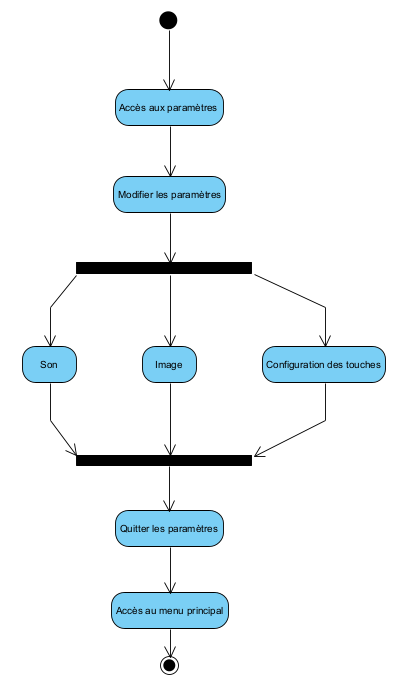 Accès aux paramètres
Modifier les paramètres
Son
Image
Configuration des touches
Quitter les paramètres
Accès au menu principal